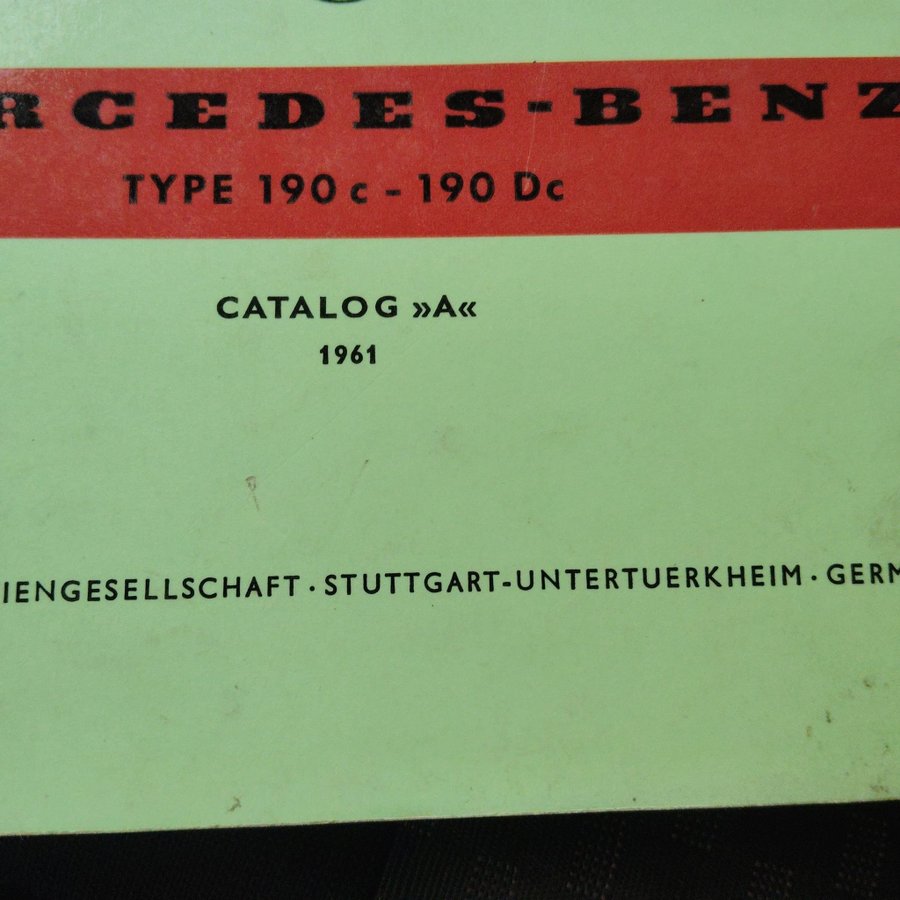 RCEDES-BENZ
TYPE 190 c - 190 Dc
CATALOG »A«
1961
IENGESELLSCHAFT · STUTTGART-UNTERTUERKHEIM · GERM